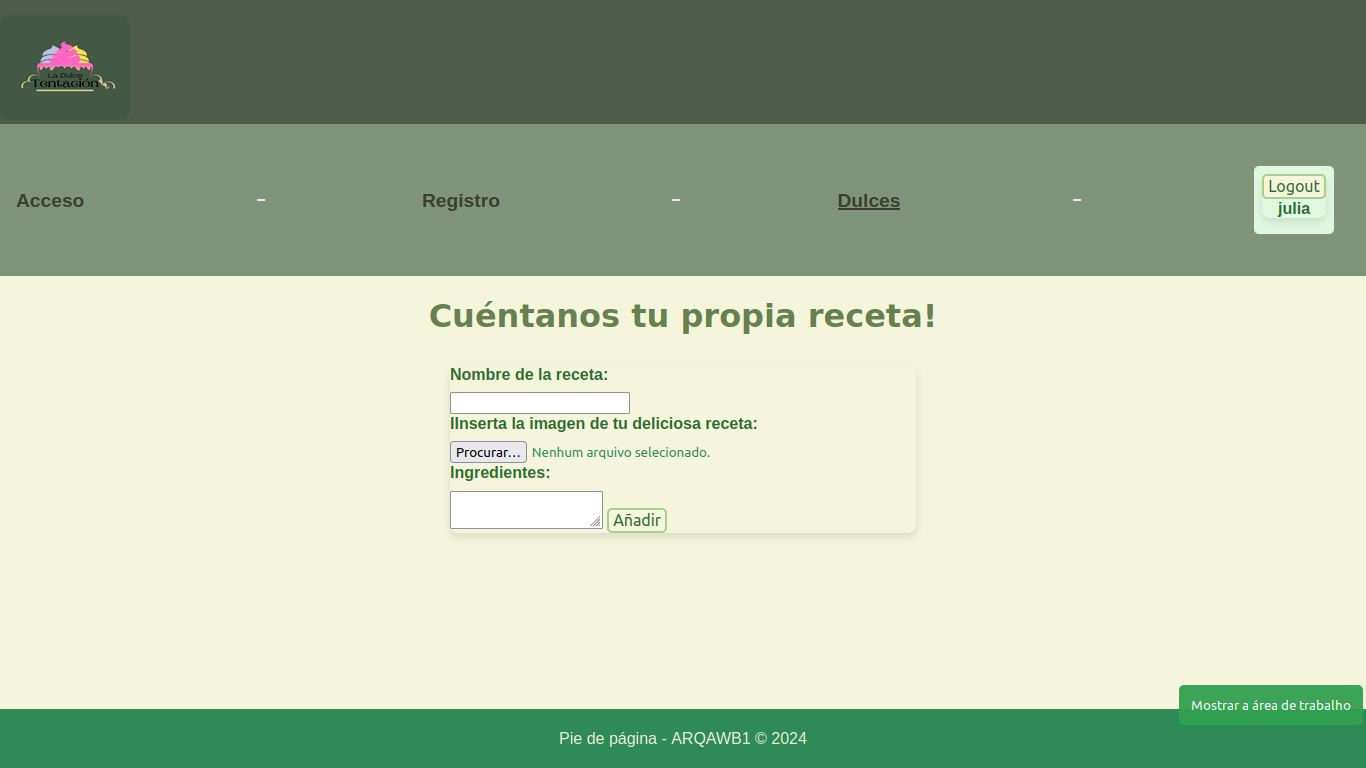 La Dulce
Tentación
Acceso - Registro - Dulces - Logout
julia
Cuéntanos tu propia receta!
Nombre de la receta:
IInserta la imagen de tu deliciosa receta:
Procurar... Nenhum arquivo selecionado.
Ingredientes:
Añadir
Mostrar a área de trabalho
Pie de página - ARQAWB1 © 2024